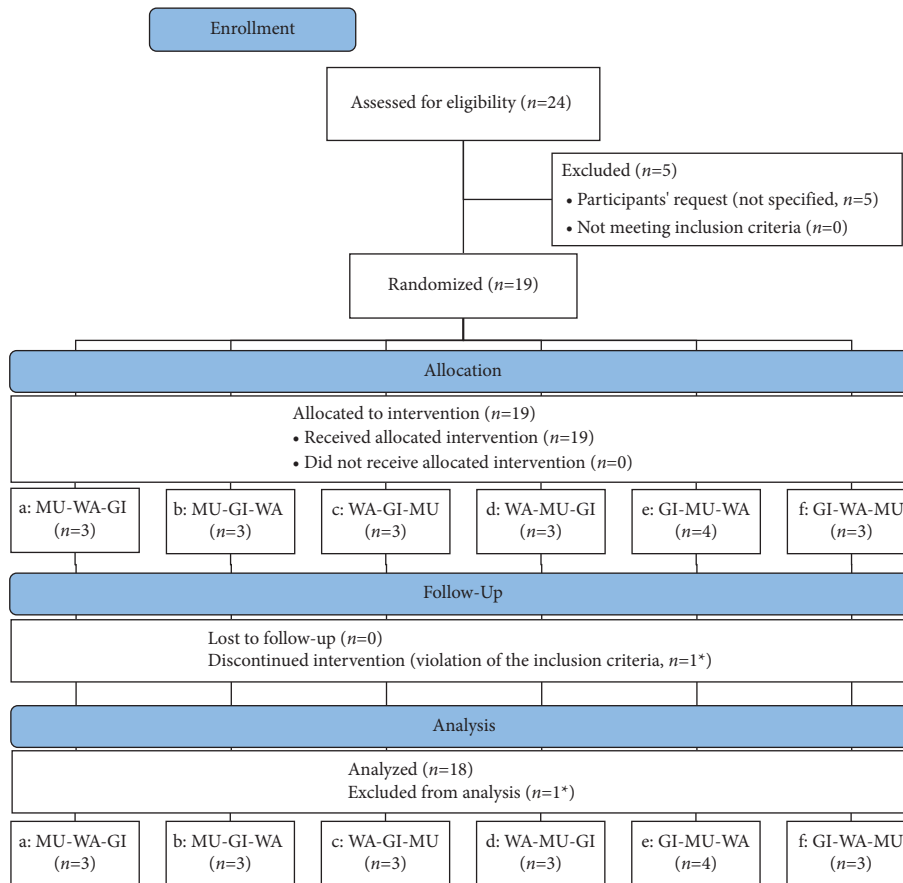 Enrollment
Assessed for eligibility (n=24)
Excluded (n=5)
• Participants' request (not specified, n=5)
• Not meeting inclusion criteria (n=0)
Randomized (n=19)
Allocation
Allocated to intervention (n=19)
• Received allocated intervention (n=19)
• Did not receive allocated intervention (n=0)
a: MU-WA-GI
(n=3)
b: MU-GI-WA
(n=3)
c: WA-GI-MU
(n=3)
d: WA-MU-GI
(n=3)
e: GI-MU-WA
(n=4)
f: GI-WA-MU
(n=3)
Follow-Up
Lost to follow-up (n=0)
Discontinued intervention (violation of the inclusion criteria, n=1*)
Analysis
Analyzed (n=18)
Excluded from analysis (n=1*)
a: MU-WA-GI
(n=3)
b: MU-GI-WA
(n=3)
c: WA-GI-MU
(n=3)
d: WA-MU-GI
(n=3)
e: GI-MU-WA
(n=4)
f: GI-WA-MU
(n=3)